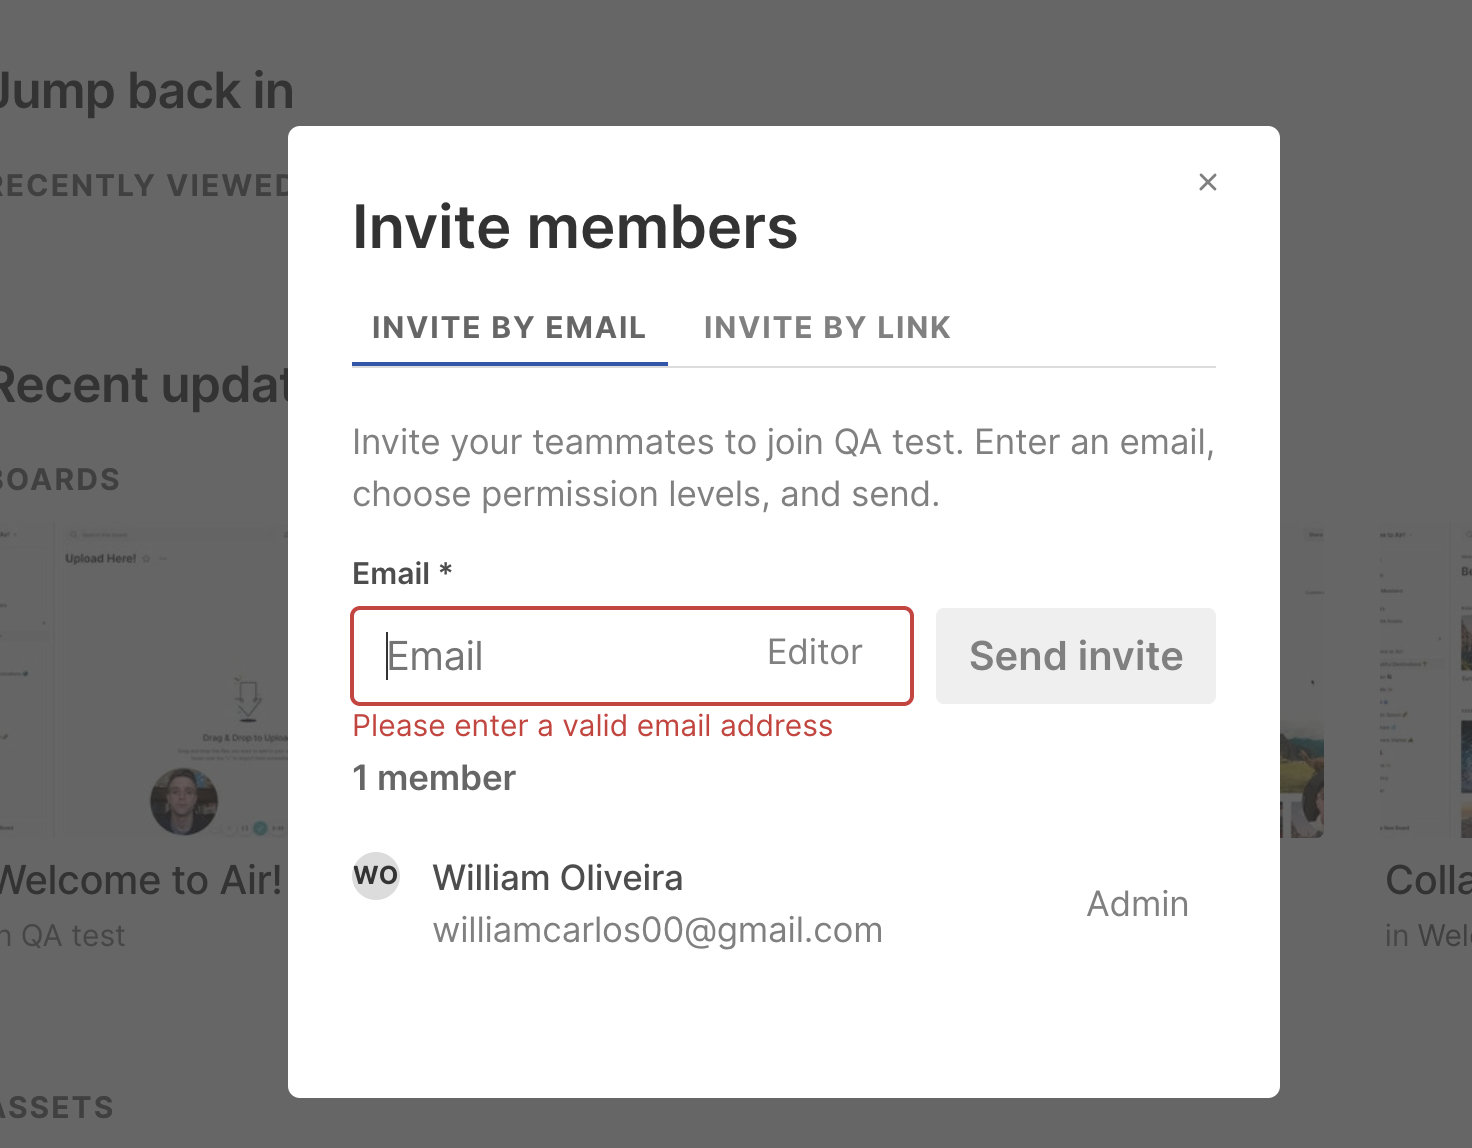 Jump back in
RECENTLY VIEWED
Invite members
INVITE BY EMAIL INVITE BY LINK
Recent updat
Invite your teammates to join QA test. Enter an email,
choose permission levels, and send.
BOARDS
Email *
Email Editor Send invite
Please enter a valid email address
1 member
Upload Here!
Drag & Drop to Uploa
WO William Oliveira
williamcarlos00@gmail.com
Admin
Welcome to Air!
in QA test
Colla
in Welc
ASSETS